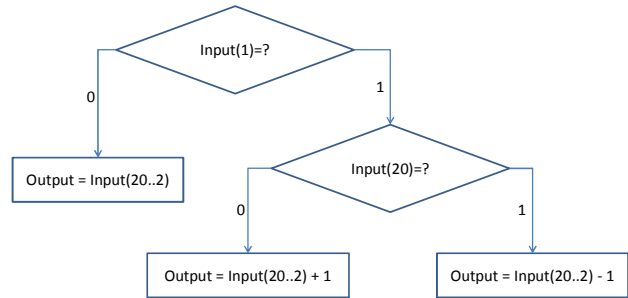 Input(1)=?
0
1
Output = Input(20..2)
Input(20)=?
0
1
Output = Input(20..2) + 1
Output = Input(20..2) - 1